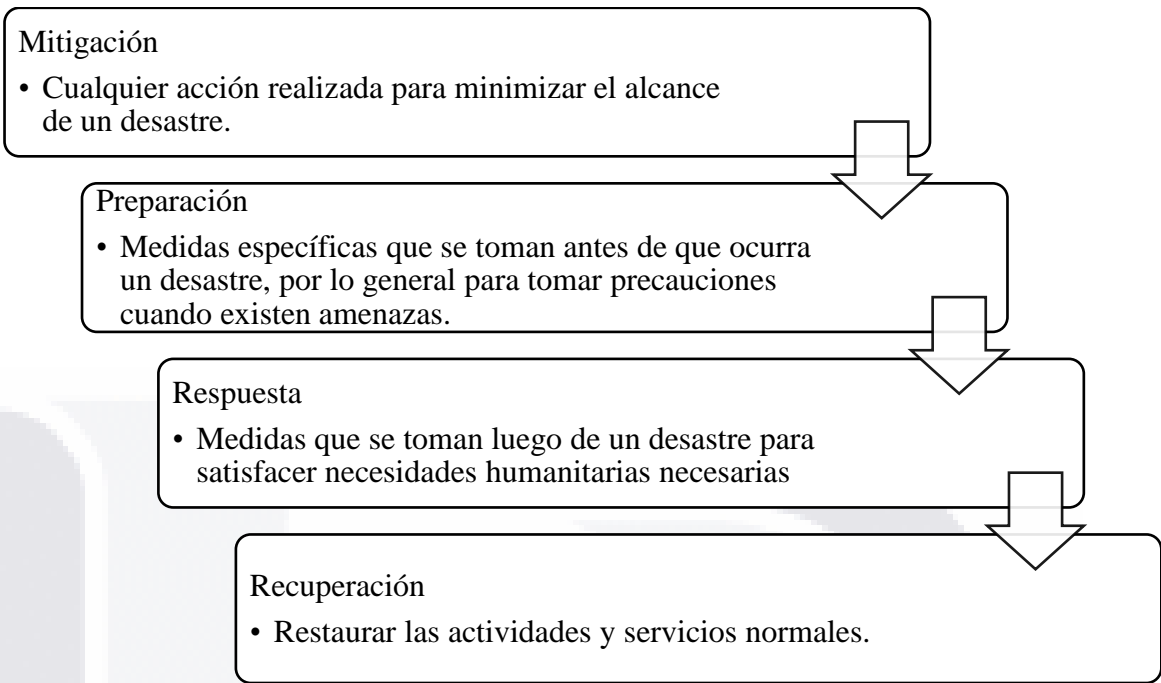 Mitigación
• Cualquier acción realizada para minimizar el alcance
de un desastre.
Preparación
• Medidas específicas que se toman antes de que ocurra
un desastre, por lo general para tomar precauciones
cuando existen amenazas.
Respuesta
• Medidas que se toman luego de un desastre para
satisfacer necesidades humanitarias necesarias
Recuperación
• Restaurar las actividades y servicios normales.